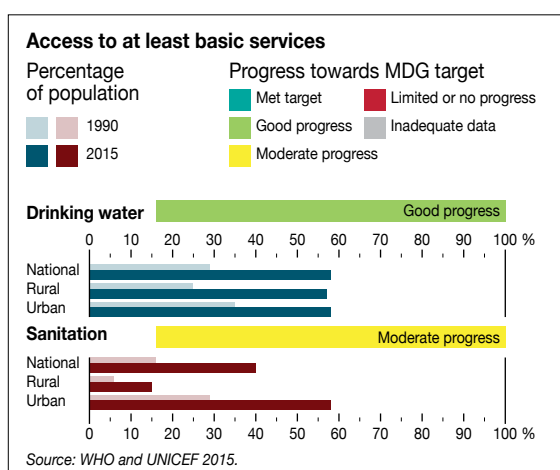 Access to at least basic services
Percentage
of population
1990
2015
Progress towards MDG target
Met target
Limited or no progress
Good progress
Inadequate data
Moderate progress
Drinking water
Good progress
0 10 20 30 40 50 60 70 80 90 100 %
National
Rural
Urban
Sanitation
Moderate progress
National
Rural
Urban
0 10 20 30 40 50 60 70 80 90 100 %
Source: WHO and UNICEF 2015.